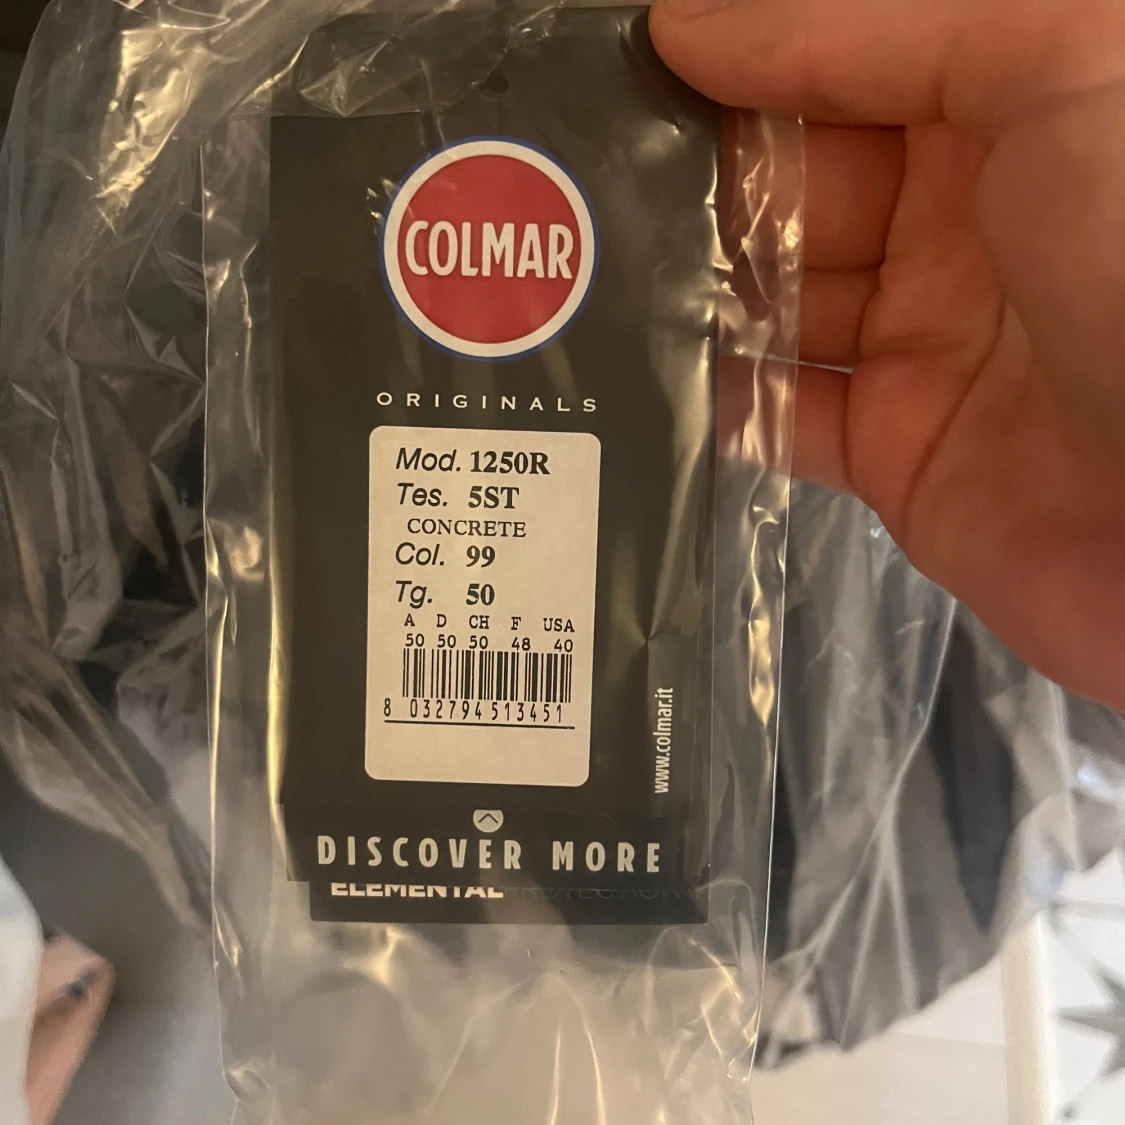 COLMAR
ORIGINALS
Mod. 1250R
Tes. 5ST
CONCRETE
Col. 99
Tg. 50
A D CH F USA
50 50 50 48 40
8 032794 513451
www.colmar.it
DISCOVER MORE
ELEMENTAL PROTECTION